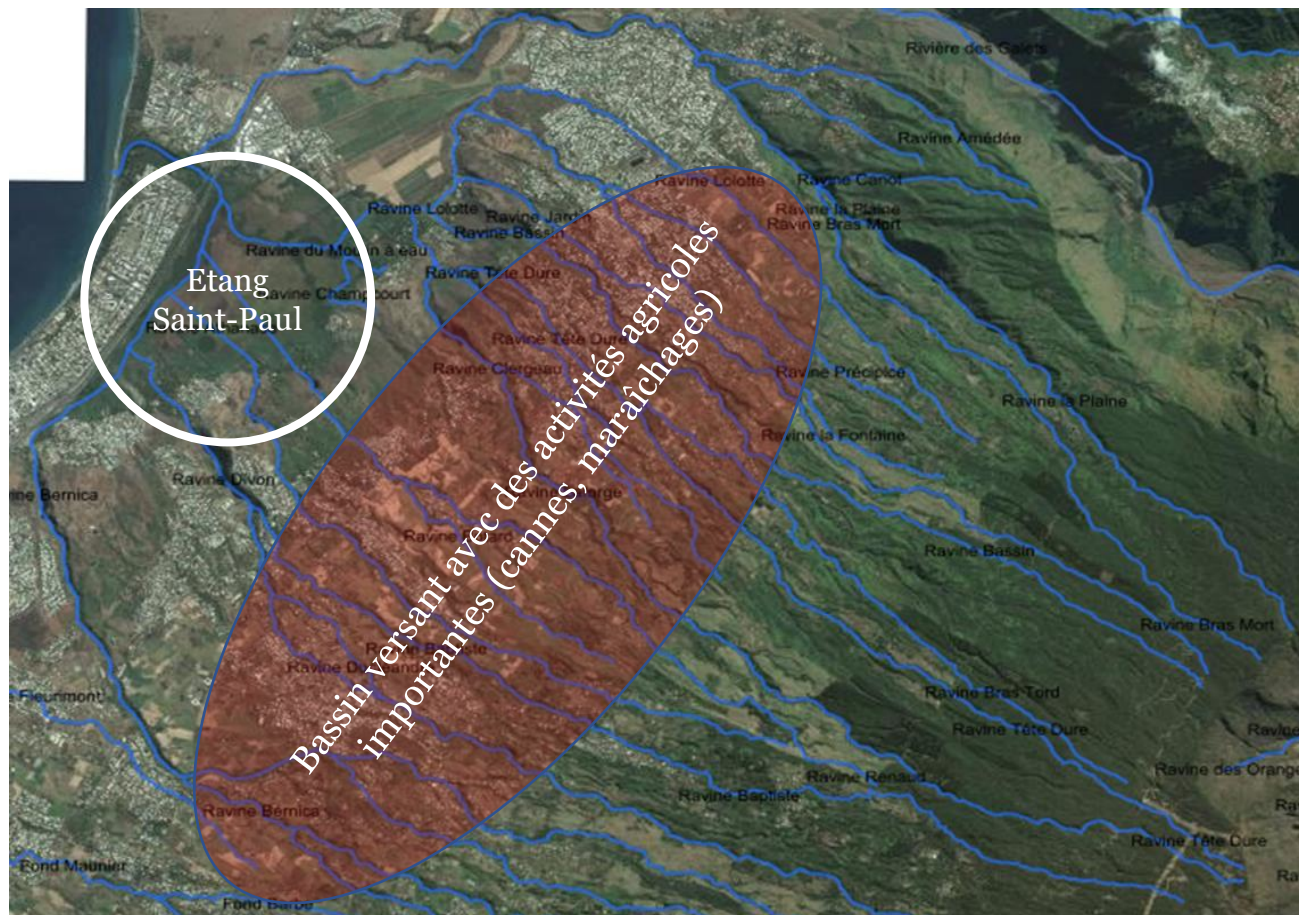 Rivière des Galets
Ravine Amédée
Ravine Lolotte
Ravine Canot
Ravine la Plaine
Ravine Bras Mort
Ravine Lolotte
Ravine Jardin
Ravine Bassin
Ravine du Moulin à eau
Ravine Tête Dure
Etang
Saint-Paul
Ravine Champcourt
Ravine Tête Dure
Ravine Clergeau
Ravine Précipice
Ravine la Plaine
Ravine la Fontaine
Ravine Divon
Bernica
Bassin versant avec des activités agricoles
importantes (cannes, maraîchages)
Ravine Bassin
Ravine Bras Mort
Ravine
Fleurimont
Ravine Bras Tord
Ravine Tête Dure
Ravine des Orange
Ravine Renaud
Ravine Baptiste
Ravine Bernica
Ravine Tête Dure
Fond Maunier
Fond Barbe